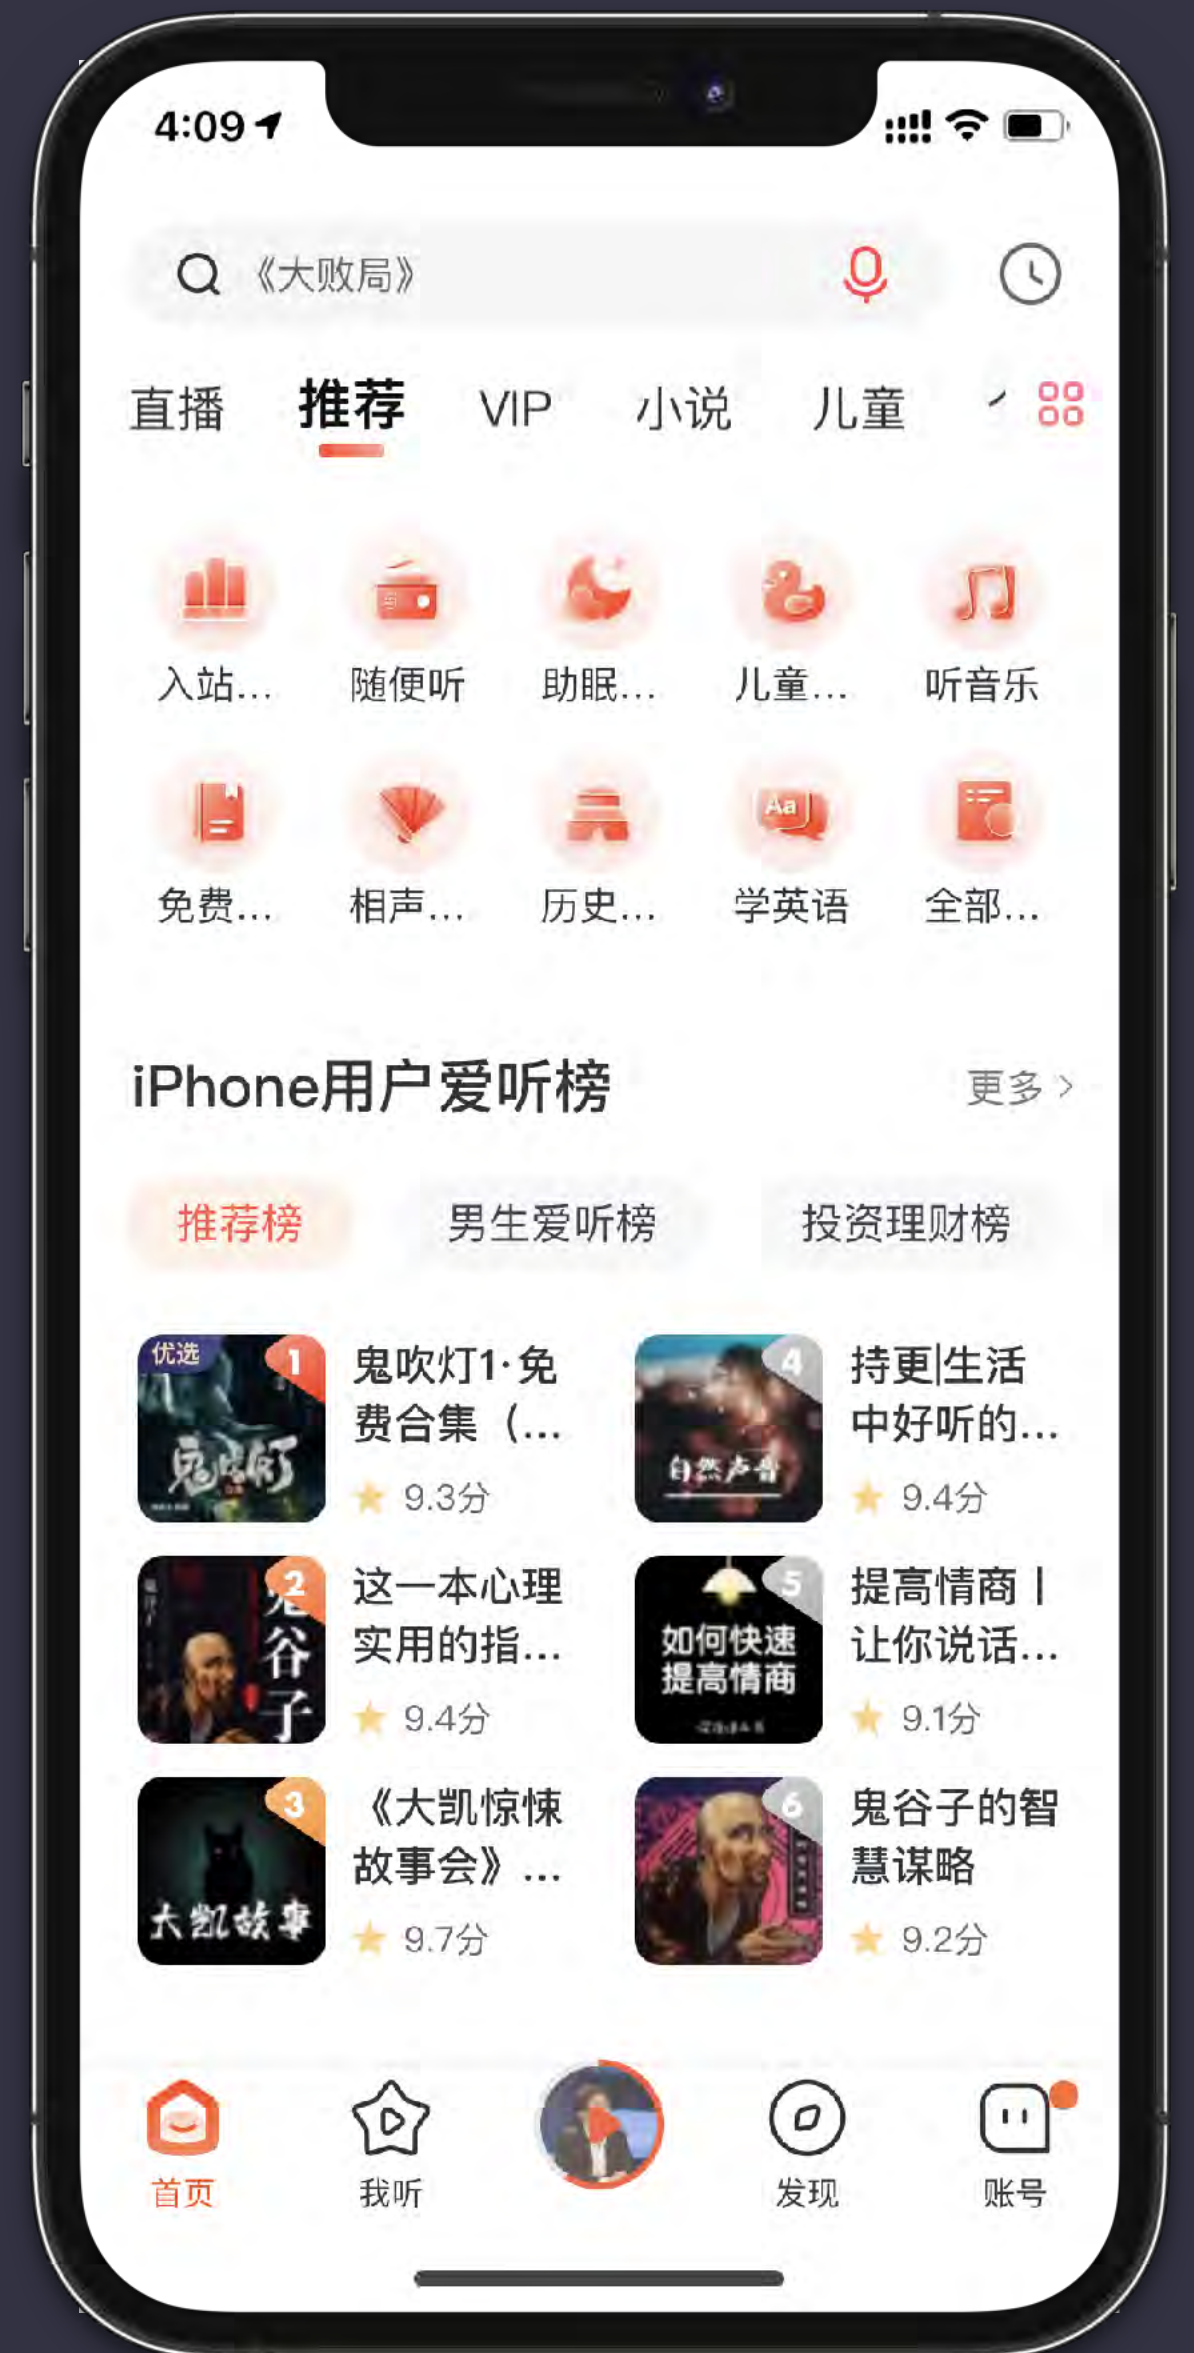 4:09
《大败局》
直播 推荐 VIP 小说 儿童
入站... 随便听 助眠... 儿童... 听音乐
Aa
免费... 相声... 历史... 学英语 全部...
iPhone用户爱听榜 更多
推荐榜 男生爱听榜 投资理财榜
优选 1
鬼吹灯
鬼吹灯1·免
费合集（...
9.3分
2
鬼谷子
这一本心理
实用的指...
9.4分
3
大凯故事
《大凯惊悚
故事会》...
9.7分
4
自然声音
持更|生活
中好听的...
9.4分
5
如何快速
提高情商
提高情商丨
让你说话...
9.1分
6
鬼谷子的智
慧谋略
9.2分
首页 我听 发现 账号